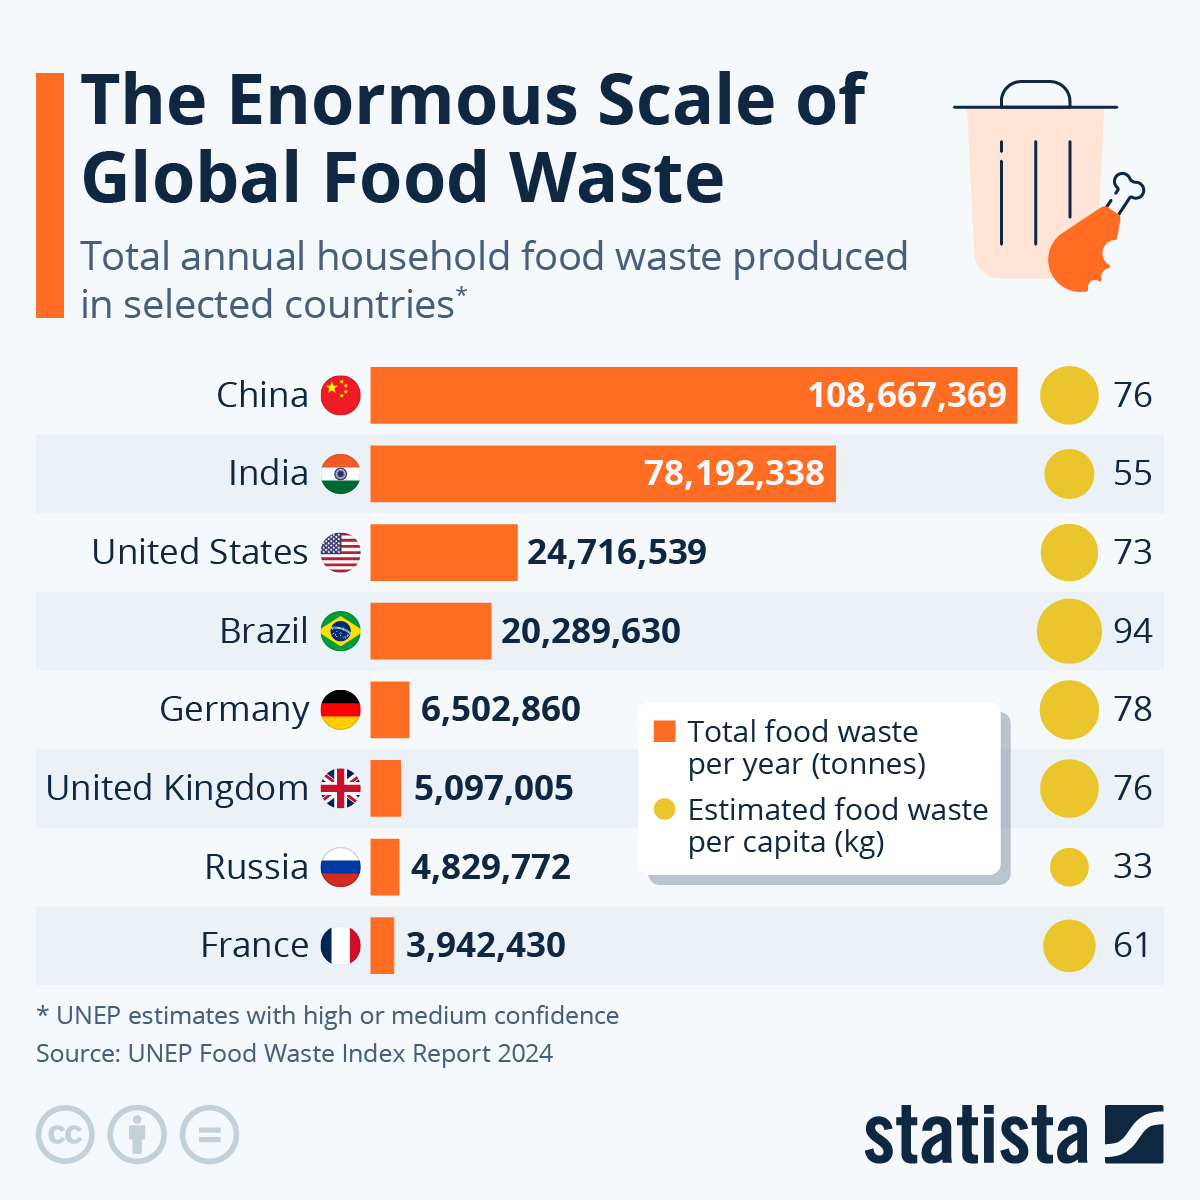 The Enormous Scale of
Global Food Waste
Total annual household food waste produced
in selected countries*
China 108,667,369 76
India 78,192,338 55
United States 24,716,539 73
Brazil 20,289,630 94
Germany 6,502,860 78
United Kingdom 5,097,005 76
Russia 4,829,772 33
France 3,942,430 61
Total food waste
per year (tonnes)
Estimated food waste
per capita (kg)
* UNEP estimates with high or medium confidence
Source: UNEP Food Waste Index Report 2024
cc
statista